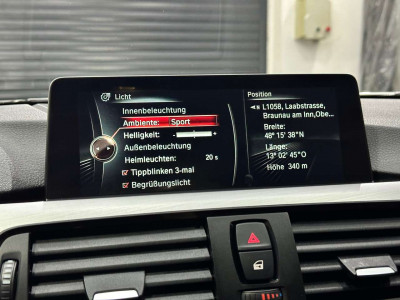 Licht
Innenbeleuchtung
Ambiente: Sport
Helligkeit: - +
Außenbeleuchtung
Heimleuchten: 20 s
Tippblinken 3-mal
Begrüßungslicht
Position
L1058, Laabstrasse,
Braunau am Inn,Obe...
Breite:
48° 15' 38"N
Länge:
13° 02' 45"O
Höhe 340 m